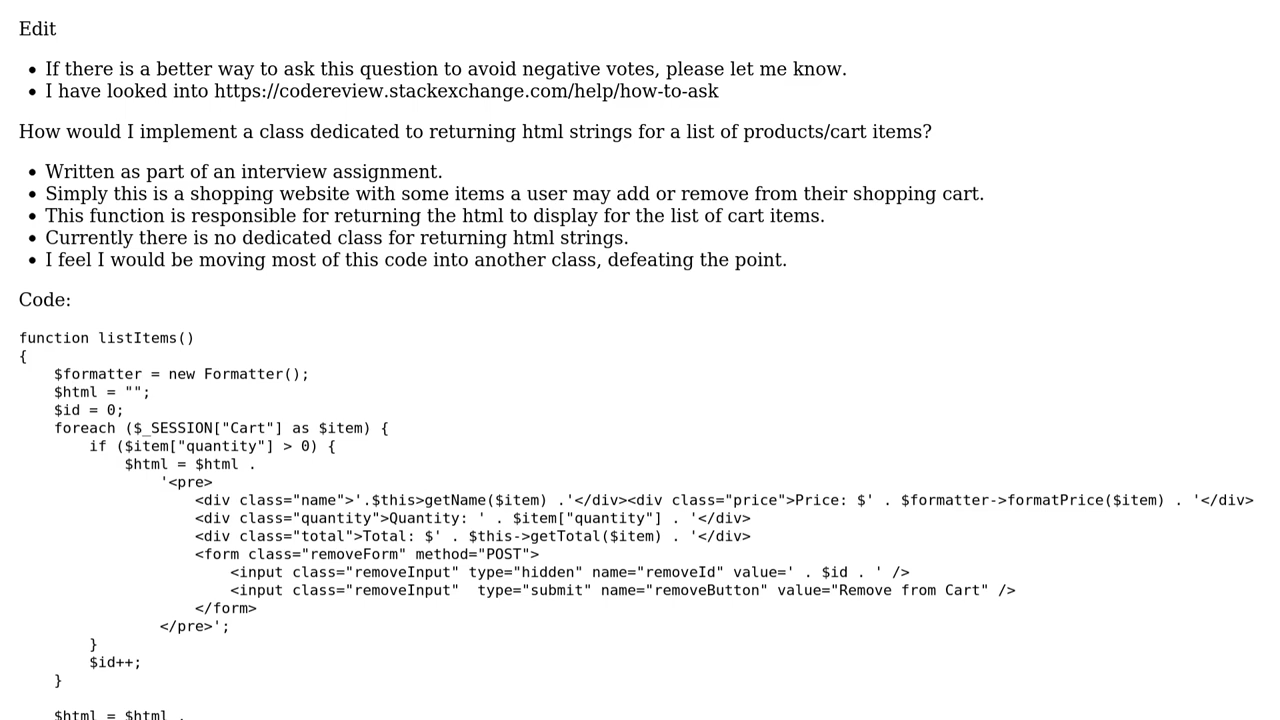 Edit
• If there is a better way to ask this question to avoid negative votes, please let me know.
• I have looked into https://codereview.stackexchange.com/help/how-to-ask
How would I implement a class dedicated to returning html strings for a list of products/cart items?
• Written as part of an interview assignment.
• Simply this is a shopping website with some items a user may add or remove from their shopping cart.
• This function is responsible for returning the html to display for the list of cart items.
• Currently there is no dedicated class for returning html strings.
• I feel I would be moving most of this code into another class, defeating the point.
Code:
function listItems()
{
    $formatter = new Formatter();
    $html = "";
    $id = 0;
    foreach ($_SESSION["Cart"] as $item) {
        if ($item["quantity"] > 0) {
            $html = $html .
                '<pre>
                    <div class="name">'.$this>getName($item) .'</div><div class="price">Price: $' . $formatter->formatPrice($item) . '</div>
                    <div class="quantity">Quantity: ' . $item["quantity"] . '</div>
                    <div class="total">Total: $' . $this->getTotal($item) . '</div>
                    <form class="removeForm" method="POST">
                        <input class="removeInput" type="hidden" name="removeId" value=' . $id . ' />
                        <input class="removeInput"  type="submit" name="removeButton" value="Remove from Cart" />
                    </form>
                </pre>';
        }
        $id++;
    }
    $html = $html .